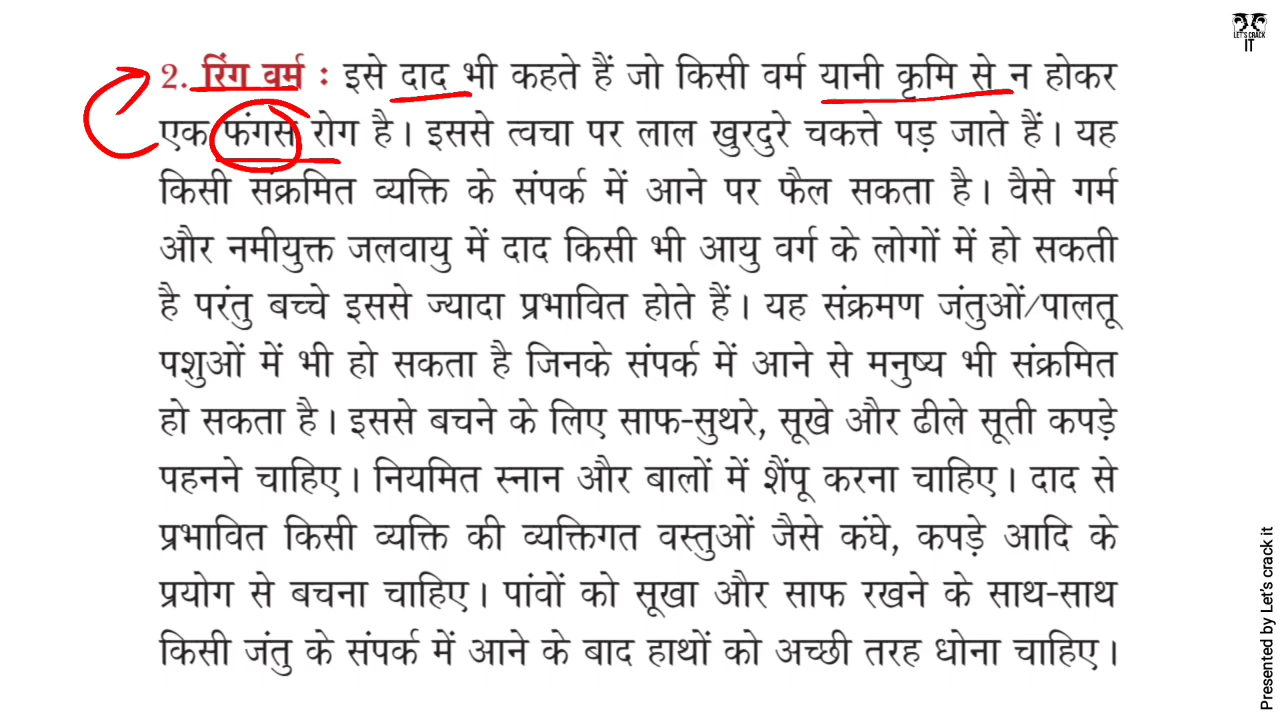 LET'S CRACK
IT
2. रिंग वर्म : इसे दाद भी कहते हैं जो किसी वर्म यानी कृमि से न होकर
एक फंगस रोग है। इससे त्वचा पर लाल खुरदुरे चकत्ते पड़ जाते हैं। यह
किसी संक्रमित व्यक्ति के संपर्क में आने पर फैल सकता है। वैसे गर्म
और नमीयुक्त जलवायु में दाद किसी भी आयु वर्ग के लोगों में हो सकती
है परंतु बच्चे इससे ज्यादा प्रभावित होते हैं। यह संक्रमण जंतुओं/पालतू
पशुओं में भी हो सकता है जिनके संपर्क में आने से मनुष्य भी संक्रमित
हो सकता है। इससे बचने के लिए साफ-सुथरे, सूखे और ढीले सूती कपड़े
पहनने चाहिए। नियमित स्नान और बालों में शैंपू करना चाहिए। दाद से
प्रभावित किसी व्यक्ति की व्यक्तिगत वस्तुओं जैसे कंघे, कपड़े आदि के
प्रयोग से बचना चाहिए। पांवों को सूखा और साफ रखने के साथ-साथ
किसी जंतु के संपर्क में आने के बाद हाथों को अच्छी तरह धोना चाहिए।
Presented by Let's crack it